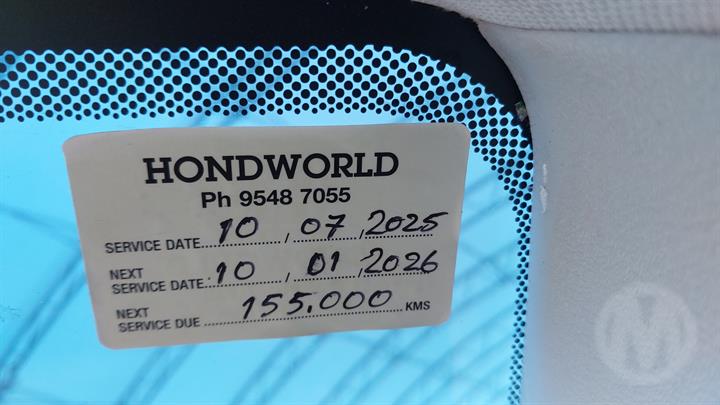 HONDWORLD
Ph 9548 7055
SERVICE DATE 10 / 07 / 2025
NEXT
SERVICE DATE 10 / 01 / 2026
NEXT
SERVICE DUE 155,000 KMS
M